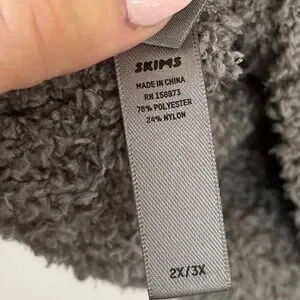 SKIMS
MADE IN CHINA
RN 158973
76% POLYESTER
24% NYLON
2X/3X